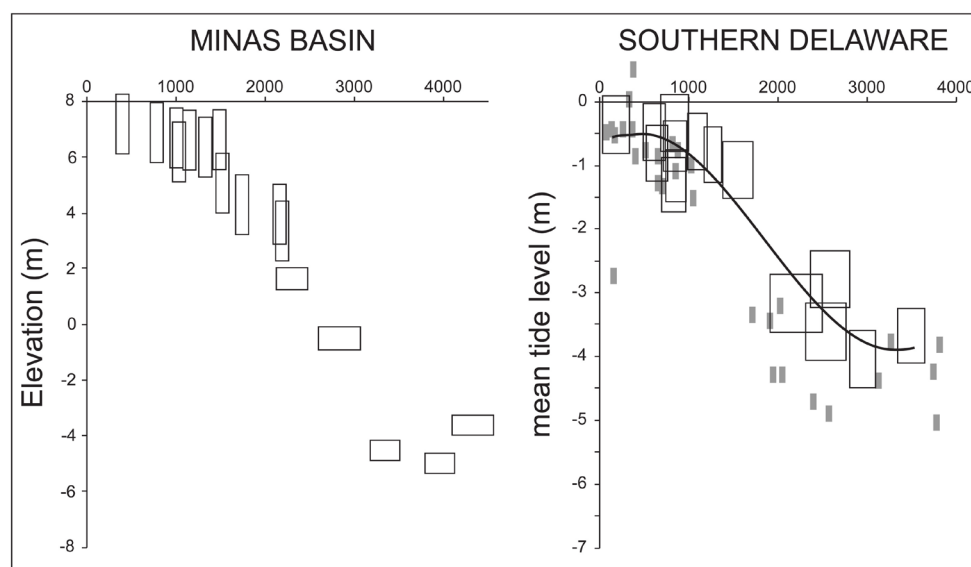 MINAS BASIN
SOUTHERN DELAWARE
0 1000 2000 3000 4000
8
6
4
2
0
-2
-4
-6
-8
Elevation (m)
0 1000 2000 3000 4000
-0
-1
-2
-3
-4
-5
-6
-7
mean tide level (m)